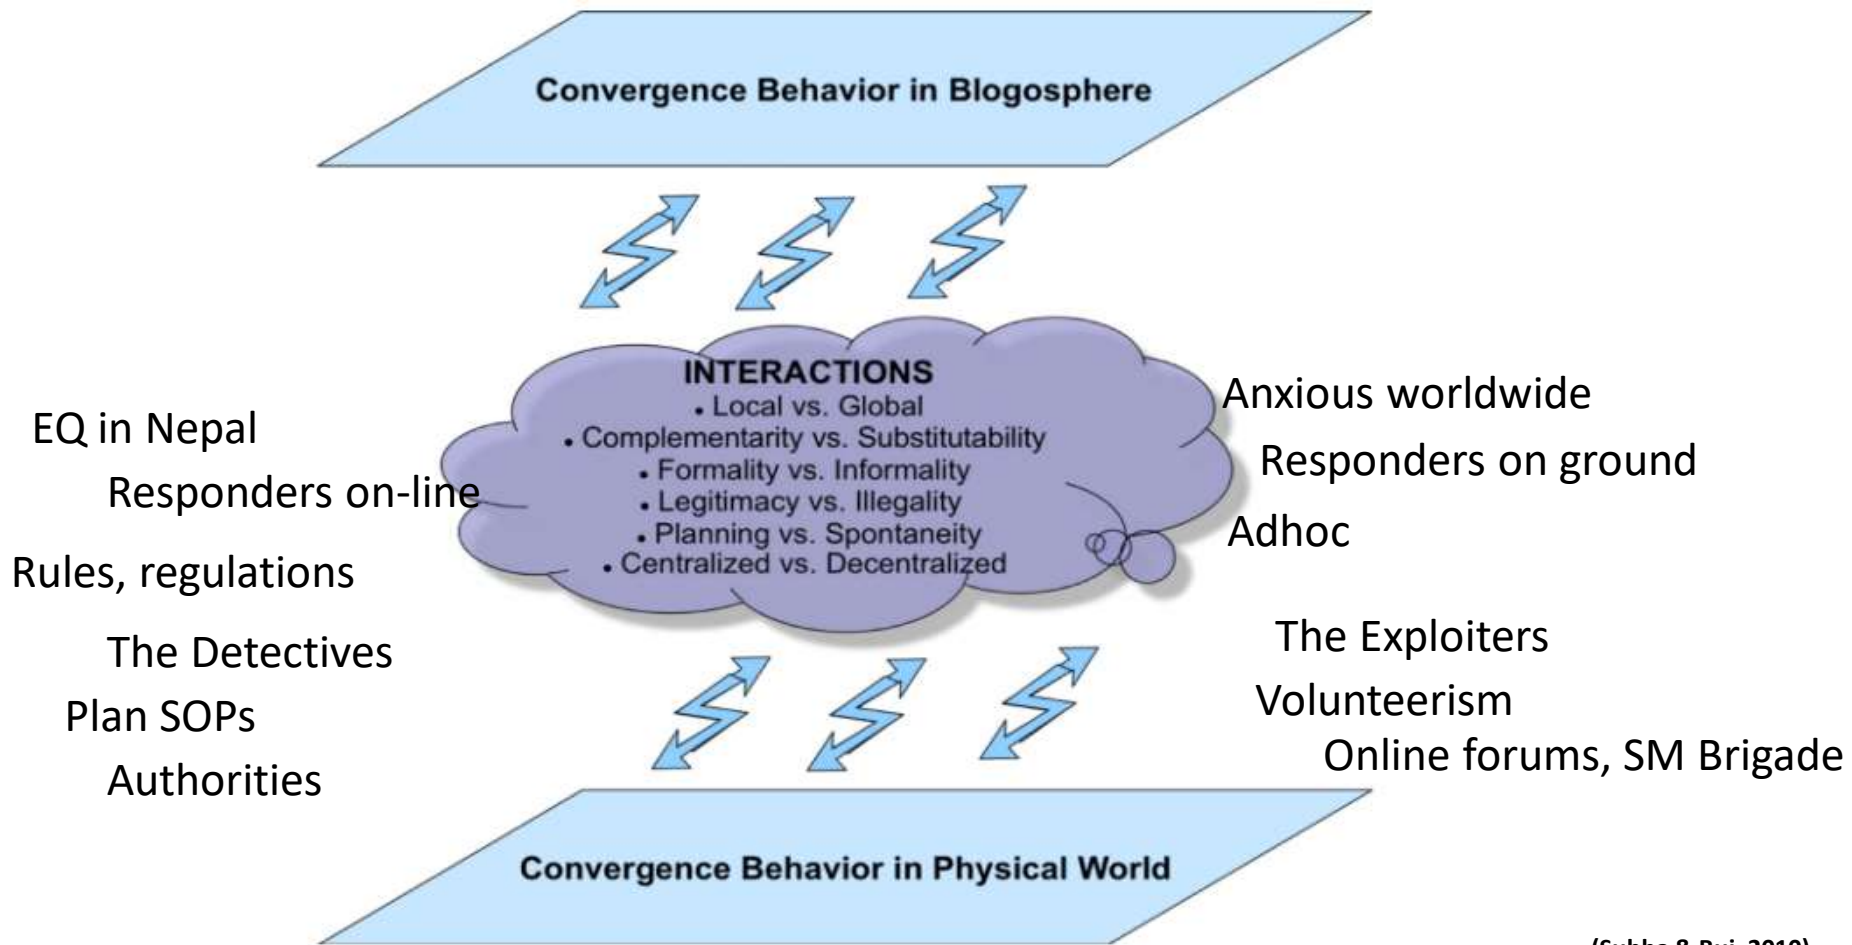 Convergence Behavior in Blogosphere
INTERACTIONS
• Local vs. Global
• Complementarity vs. Substitutability
• Formality vs. Informality
• Legitimacy vs. Illegality
• Planning vs. Spontaneity
• Centralized vs. Decentralized
EQ in Nepal
Responders on-line
Rules, regulations
The Detectives
Plan SOPs
Authorities
Anxious worldwide
Responders on ground
Adhoc
The Exploiters
Volunteerism
Online forums, SM Brigade
Convergence Behavior in Physical World
(Subba & Bui,